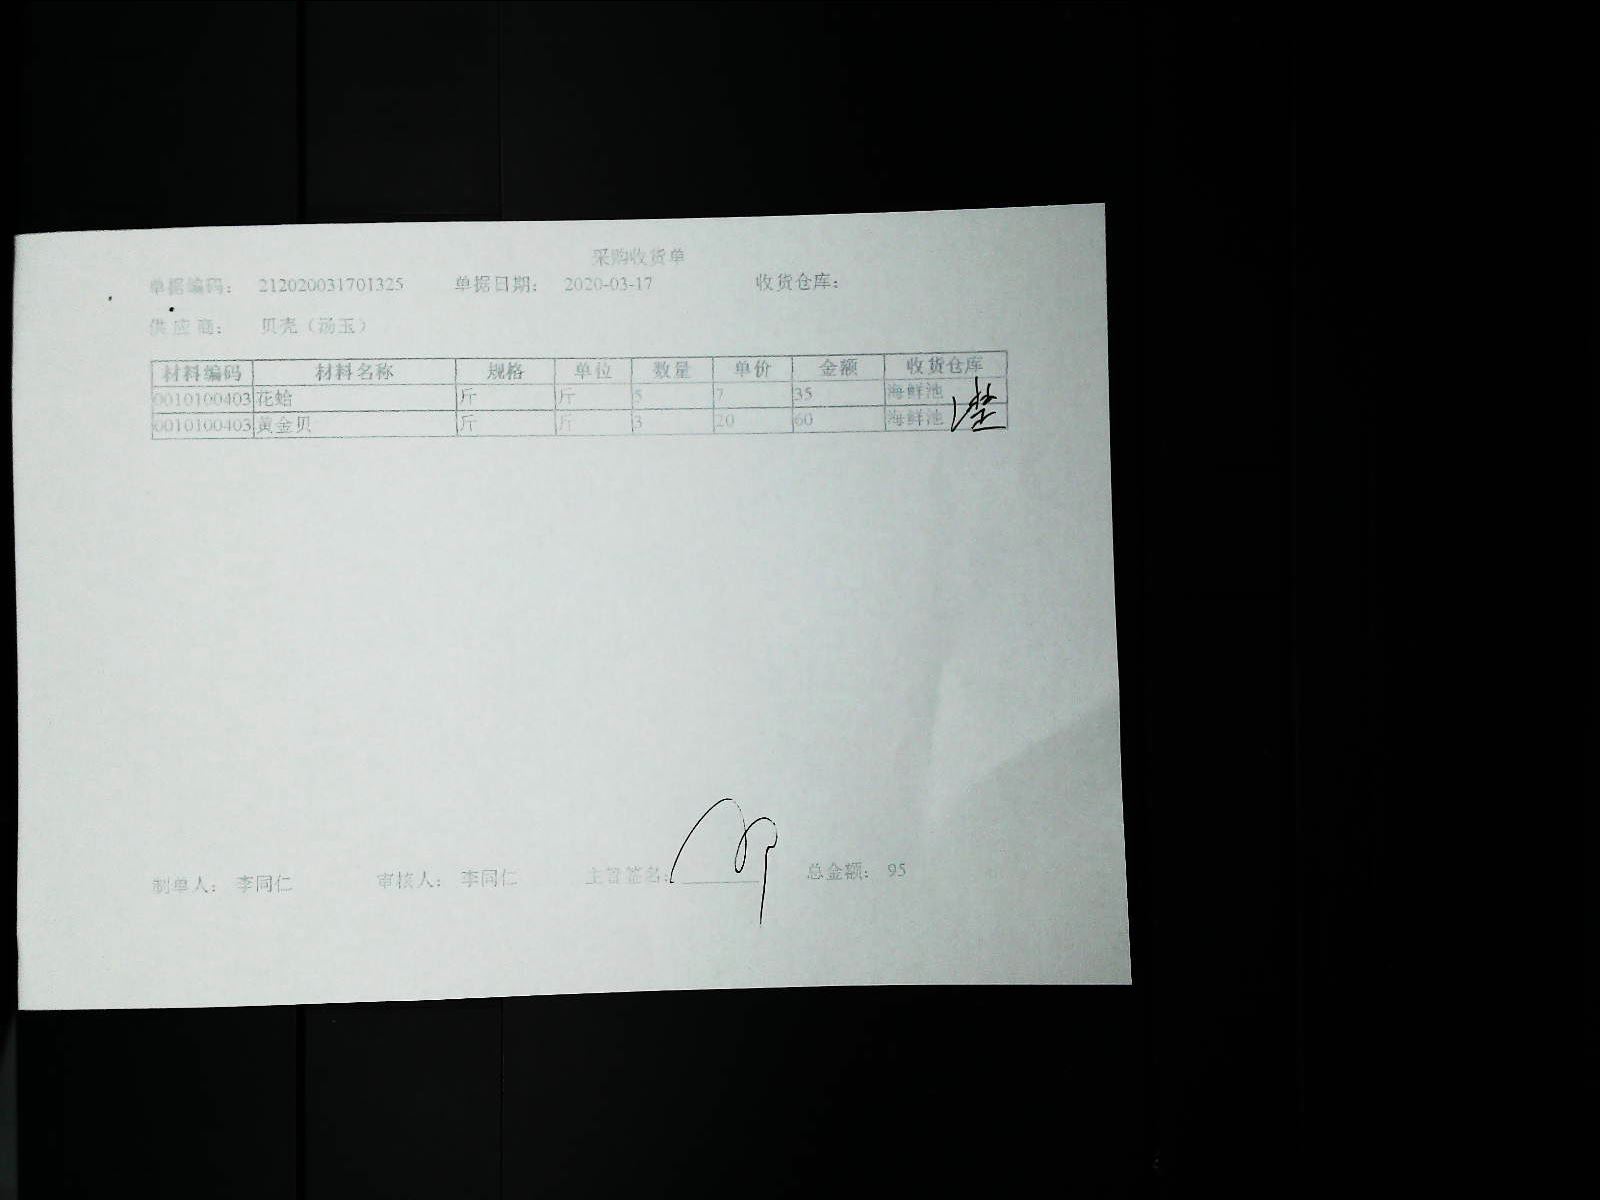 采购收货单
单据编码： 212020031701325 单据日期： 2020-03-17 收货仓库：
供 应 商： 贝壳（汤玉）
材料编码 材料名称 规格 单位 数量 单价 金额 收货仓库
0010100403 花蛤 斤 斤 5 7 35 海鲜池
0010100403 黄金贝 斤 斤 3 20 60 海鲜池
制单人： 李同仁 审核人： 李同仁 主管签名： 总金额： 95